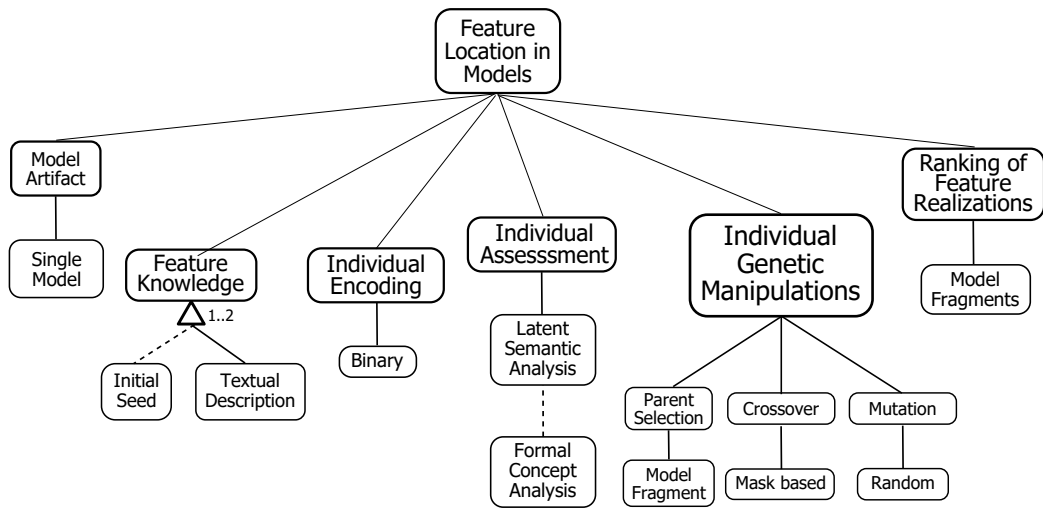 Feature
Location in
Models
Model
Artifact
Single
Model
Feature
Knowledge
1..2
Initial
Seed
Textual
Description
Individual
Encoding
Binary
Individual
Assesssment
Latent
Semantic
Analysis
Formal
Concept
Analysis
Individual
Genetic
Manipulations
Parent
Selection
Model
Fragment
Crossover
Mask based
Mutation
Random
Ranking of
Feature
Realizations
Model
Fragments